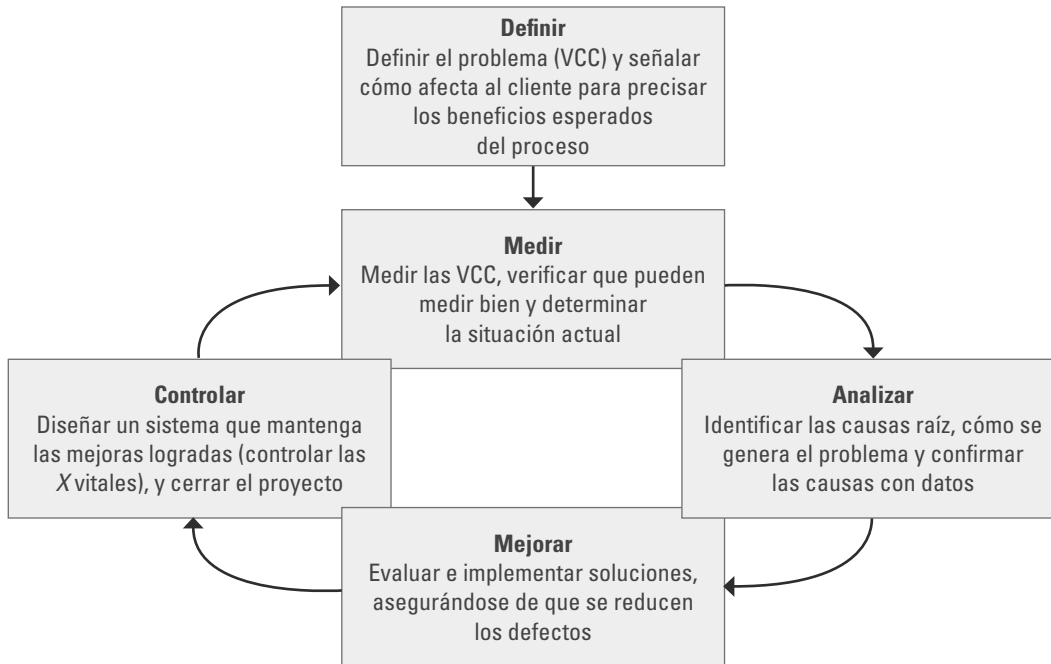 Definir
Definir el problema (VCC) y señalar
cómo afecta al cliente para precisar
los beneficios esperados
del proceso
Medir
Medir las VCC, verificar que pueden
medir bien y determinar
la situación actual
Analizar
Identificar las causas raíz, cómo se
genera el problema y confirmar
las causas con datos
Mejorar
Evaluar e implementar soluciones,
asegurándose de que se reducen
los defectos
Controlar
Diseñar un sistema que mantenga
las mejoras logradas (controlar las
X vitales), y cerrar el proyecto